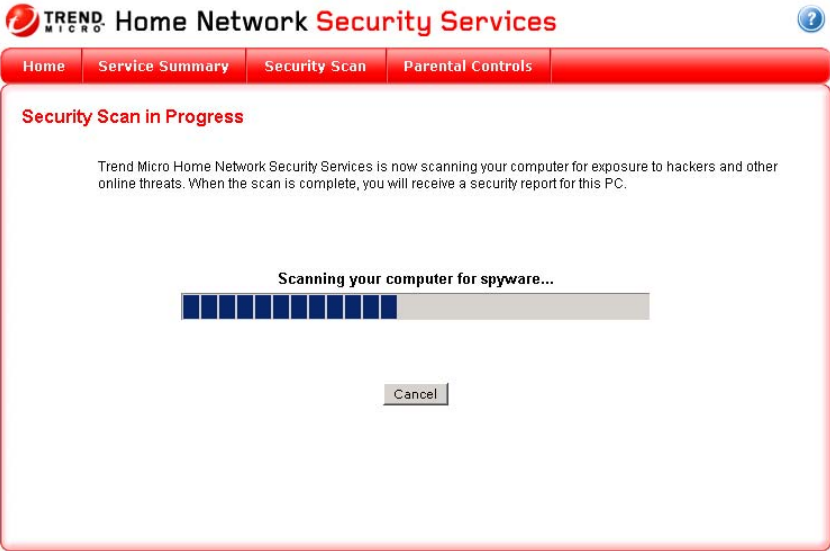 TREND MICRO Home Network Security Services ?
Home Service Summary Security Scan Parental Controls
Security Scan in Progress
Trend Micro Home Network Security Services is now scanning your computer for exposure to hackers and other
online threats. When the scan is complete, you will receive a security report for this PC.
Scanning your computer for spyware...
Cancel